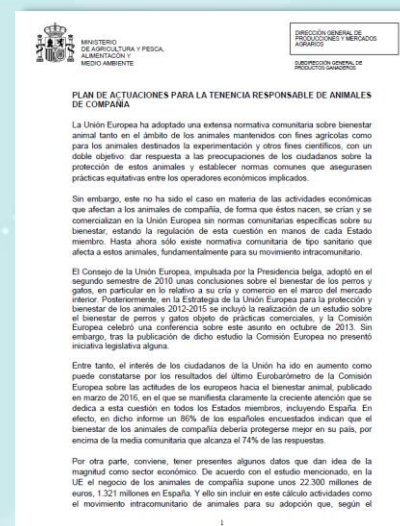 MINISTERIO
DE AGRICULTURA Y PESCA,
ALIMENTACIÓN Y
MEDIO AMBIENTE
DIRECCIÓN GENERAL DE
PRODUCCIONES Y MERCADOS
AGRARIOS
SUBDIRECCIÓN GENERAL DE
PRODUCTOS GANADEROS
PLAN DE ACTUACIONES PARA LA TENENCIA RESPONSABLE DE ANIMALES
DE COMPAÑÍA
La Unión Europea ha adoptado una extensa normativa comunitaria sobre bienestar
animal tanto en el ámbito de los animales mantenidos con fines agrícolas como
para los animales destinados la experimentación y otros fines científicos, con un
doble objetivo: dar respuesta a las preocupaciones de los ciudadanos sobre la
protección de estos animales y establecer normas comunes que asegurasen
prácticas equitativas entre los operadores económicos implicados.
Sin embargo, este no ha sido el caso en materia de las actividades económicas
que afectan a los animales de compañía, de forma que éstos nacen, se crían y se
comercializan en la Unión Europea sin normas comunitarias específicas sobre su
bienestar, estando la regulación de esta cuestión en manos de cada Estado
miembro. Hasta ahora sólo existe normativa comunitaria de tipo sanitario que
afecta a estos animales, fundamentalmente para su movimiento intracomunitario.
El Consejo de la Unión Europea, impulsada por la Presidencia belga, adoptó en el
segundo semestre de 2010 unas conclusiones sobre el bienestar de los perros y
gatos, en particular en lo relativo a su cría y comercio en el marco del mercado
interior. Posteriormente, en la Estrategia de la Unión Europea para la protección y
bienestar de los animales 2012-2015 se incluyó la realización de un estudio sobre
el bienestar de perros y gatos objeto de prácticas comerciales, y la Comisión
Europea celebró una conferencia sobre este asunto en octubre de 2013. Sin
embargo, tras la publicación de dicho estudio la Comisión Europea no presentó
iniciativa legislativa alguna.
Entre tanto, el interés de los ciudadanos de la Unión ha ido en aumento como
puede constatarse por los resultados del último Eurobarómetro de la Comisión
Europea sobre las actitudes de los europeos hacia el bienestar animal, publicado
en marzo de 2016, en el que se manifiesta claramente la creciente atención que se
dedica a esta cuestión en todos los Estados miembros, incluyendo España. En
efecto, en dicho informe un 86% de los españoles encuestados indican que el
bienestar de los animales de compañía debería protegerse mejor en su país, por
encima de la media comunitaria que alcanza el 74% de las respuestas.
Por otra parte, conviene, tener presentes algunos datos que dan idea de la
magnitud como sector económico. De acuerdo con el estudio mencionado, en la
UE el negocio de los animales de compañía supone unos 22.300 millones de
euros, 1.321 millones en España. Y ello sin incluir en este cálculo actividades como
el movimiento intracomunitario de animales para su adopción que, según el
1